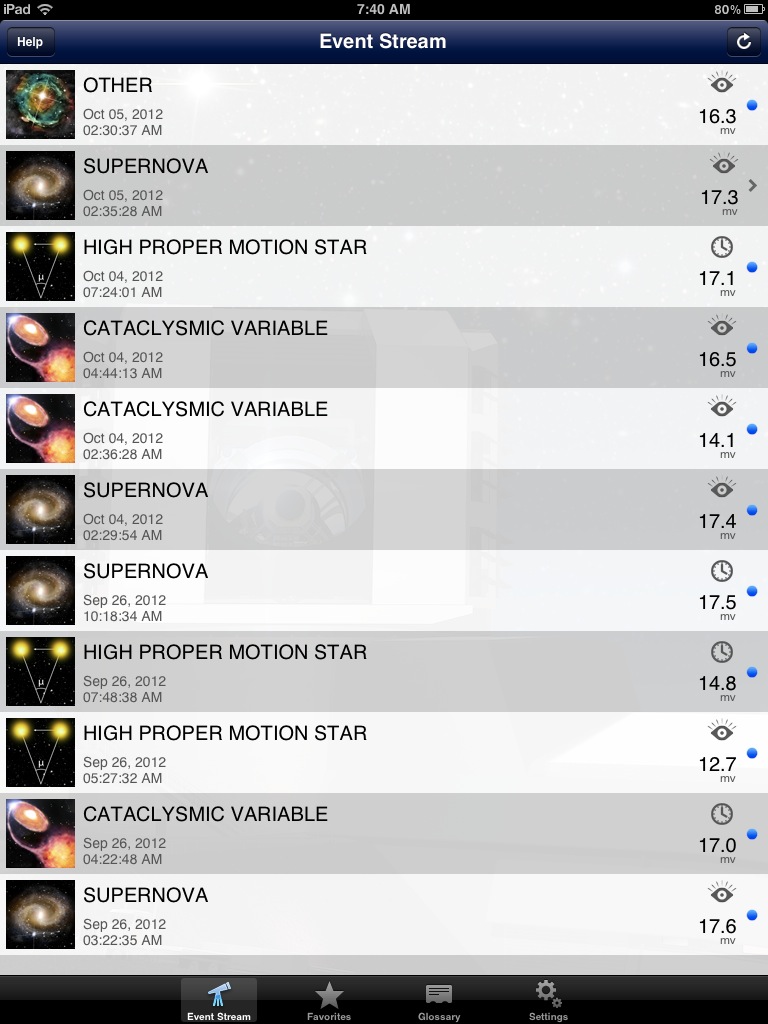 iPad 7:40 AM 80%
Help Event Stream
OTHER
Oct 05, 2012
02:30:37 AM
16.3
mv
SUPERNOVA
Oct 05, 2012
02:35:28 AM
17.3
mv
HIGH PROPER MOTION STAR
μ
Oct 04, 2012
07:24:01 AM
17.1
mv
CATACLYSMIC VARIABLE
Oct 04, 2012
04:44:13 AM
16.5
mv
CATACLYSMIC VARIABLE
Oct 04, 2012
02:36:28 AM
14.1
mv
SUPERNOVA
Oct 04, 2012
02:29:54 AM
17.4
mv
SUPERNOVA
Sep 26, 2012
10:18:34 AM
17.5
mv
HIGH PROPER MOTION STAR
μ
Sep 26, 2012
07:48:38 AM
14.8
mv
HIGH PROPER MOTION STAR
μ
Sep 26, 2012
05:27:32 AM
12.7
mv
CATACLYSMIC VARIABLE
Sep 26, 2012
04:22:48 AM
17.0
mv
SUPERNOVA
Sep 26, 2012
03:22:35 AM
17.6
mv
Event Stream Favorites Glossary Settings